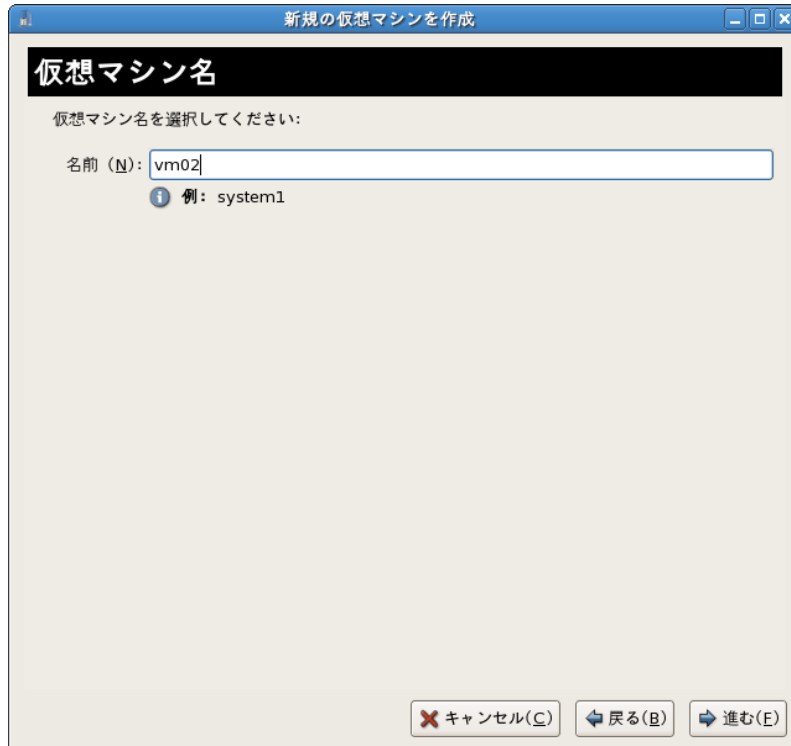 新規の仮想マシンを作成
仮想マシン名
仮想マシン名を選択してください:
名前 (N): vm02
例: system1
キャンセル(C) 戻る(B) 進む(F)